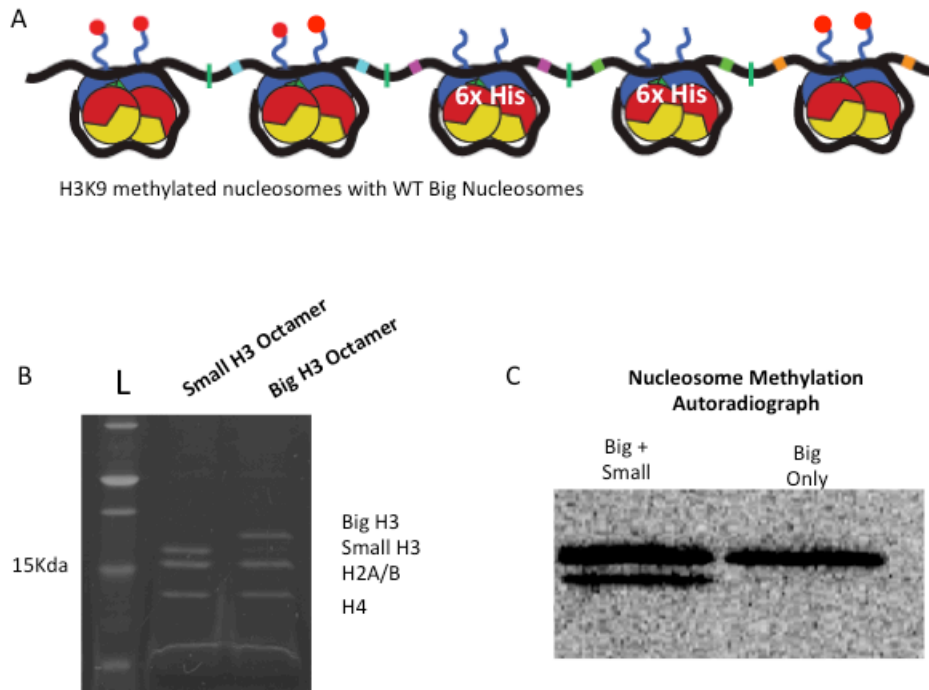 A
6x His
6x His
H3K9 methylated nucleosomes with WT Big Nucleosomes
B
L
Small H3 Octamer
Big H3 Octamer
15Kda
Big H3
Small H3
H2A/B
H4
C
Nucleosome Methylation
Autoradiograph
Big +
Small
Big
Only